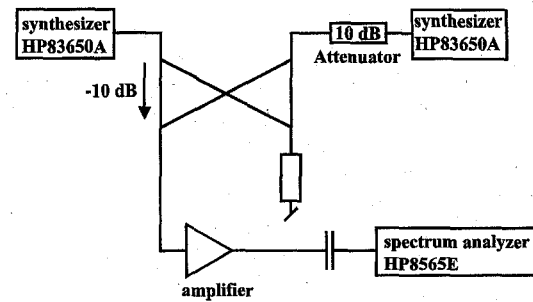 synthesizer
HP83650A
10 dB
Attenuator
synthesizer
HP83650A
-10 dB
amplifier
spectrum analyzer
HP8565E